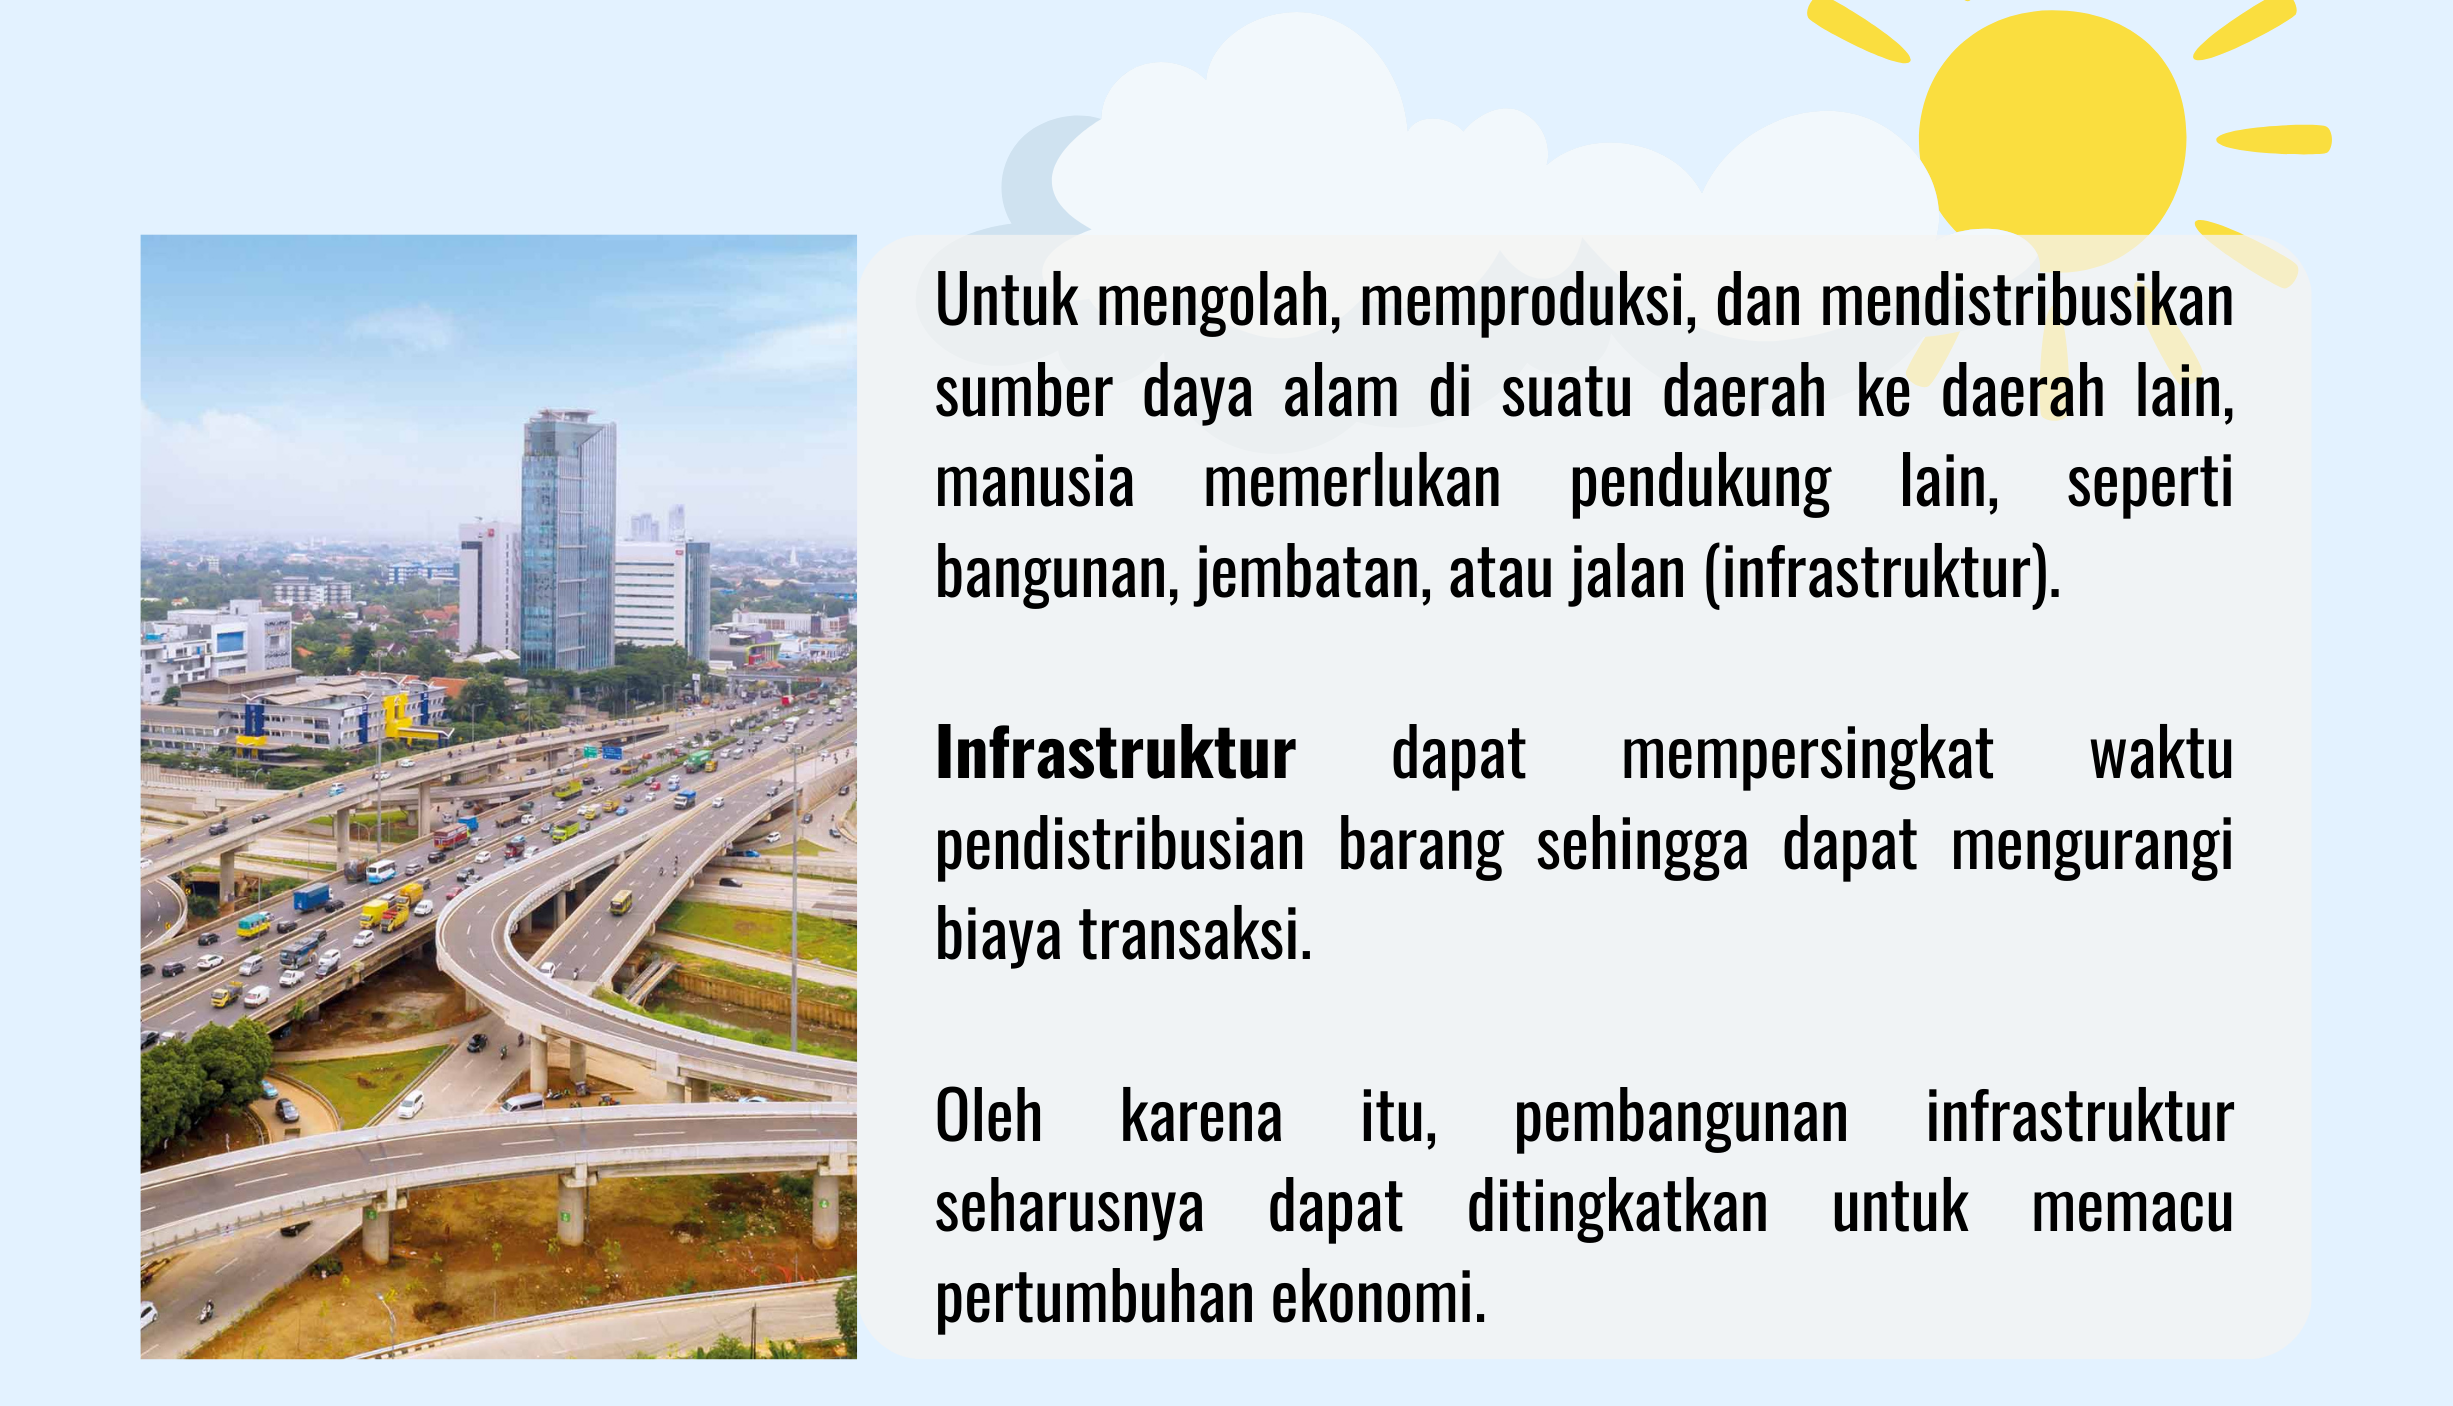 Untuk mengolah, memproduksi, dan mendistribusikan
sumber daya alam di suatu daerah ke daerah lain,
manusia memerlukan pendukung lain, seperti
bangunan, jembatan, atau jalan (infrastruktur).
Infrastruktur dapat mempersingkat waktu
pendistribusian barang sehingga dapat mengurangi
biaya transaksi.
Oleh karena itu, pembangunan infrastruktur
seharusnya dapat ditingkatkan untuk memacu
pertumbuhan ekonomi.